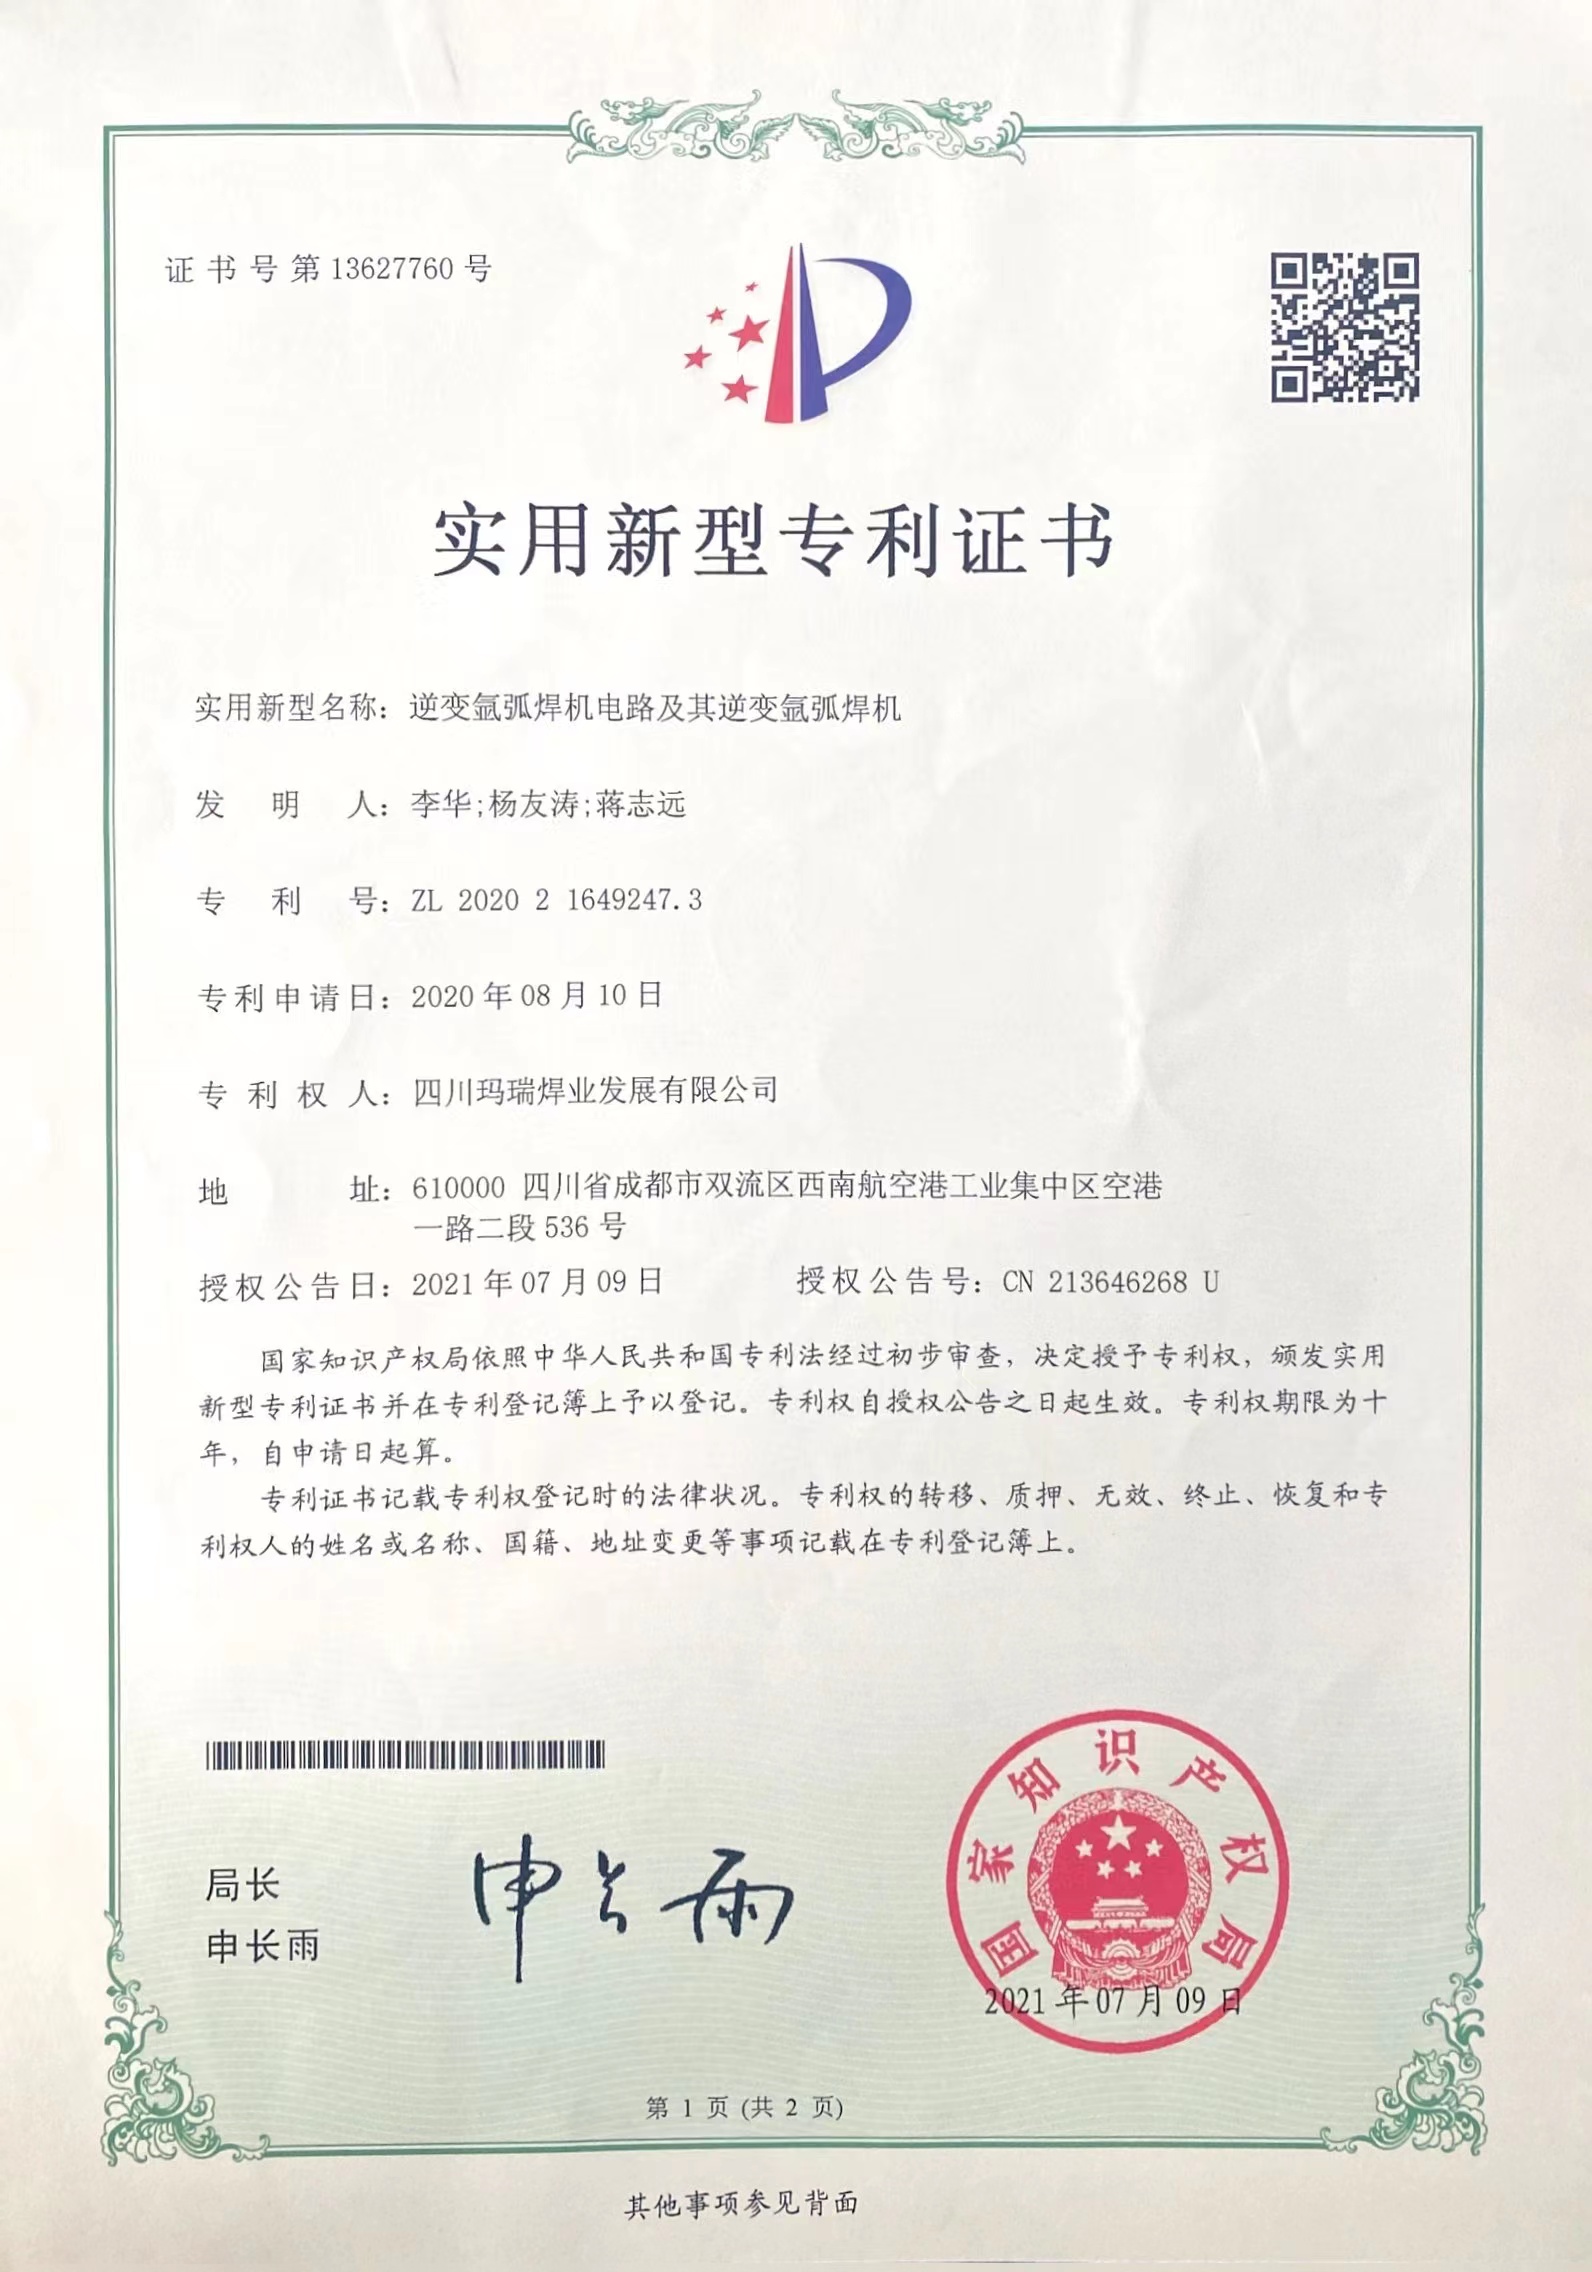 证书号第13627760号
实用新型专利证书
实用新型名称：逆变氩弧焊机电路及其逆变氩弧焊机
发明人：李华;杨友涛;蒋志远
专利号：ZL 2020 2 1649247.3
专利申请日：2020年08月10日
专利权人：四川玛瑞焊业发展有限公司
地址：610000 四川省成都市双流区西南航空港工业集中区空港
一路二段536号
授权公告日：2021年07月09日 授权公告号：CN 213646268 U
国家知识产权局依照中华人民共和国专利法经过初步审查，决定授予专利权，颁发实用
新型专利证书并在专利登记簿上予以登记。专利权自授权公告之日起生效。专利权期限为十
年，自申请日起算。
专利证书记载专利权登记时的法律状况。专利权的转移、质押、无效、终止、恢复和专
利权人的姓名或名称、国籍、地址变更等事项记载在专利登记簿上。
局长
申长雨
申长雨
国家知识产权局
2021年07月09日
第 1 页 (共 2 页)
其他事项参见背面